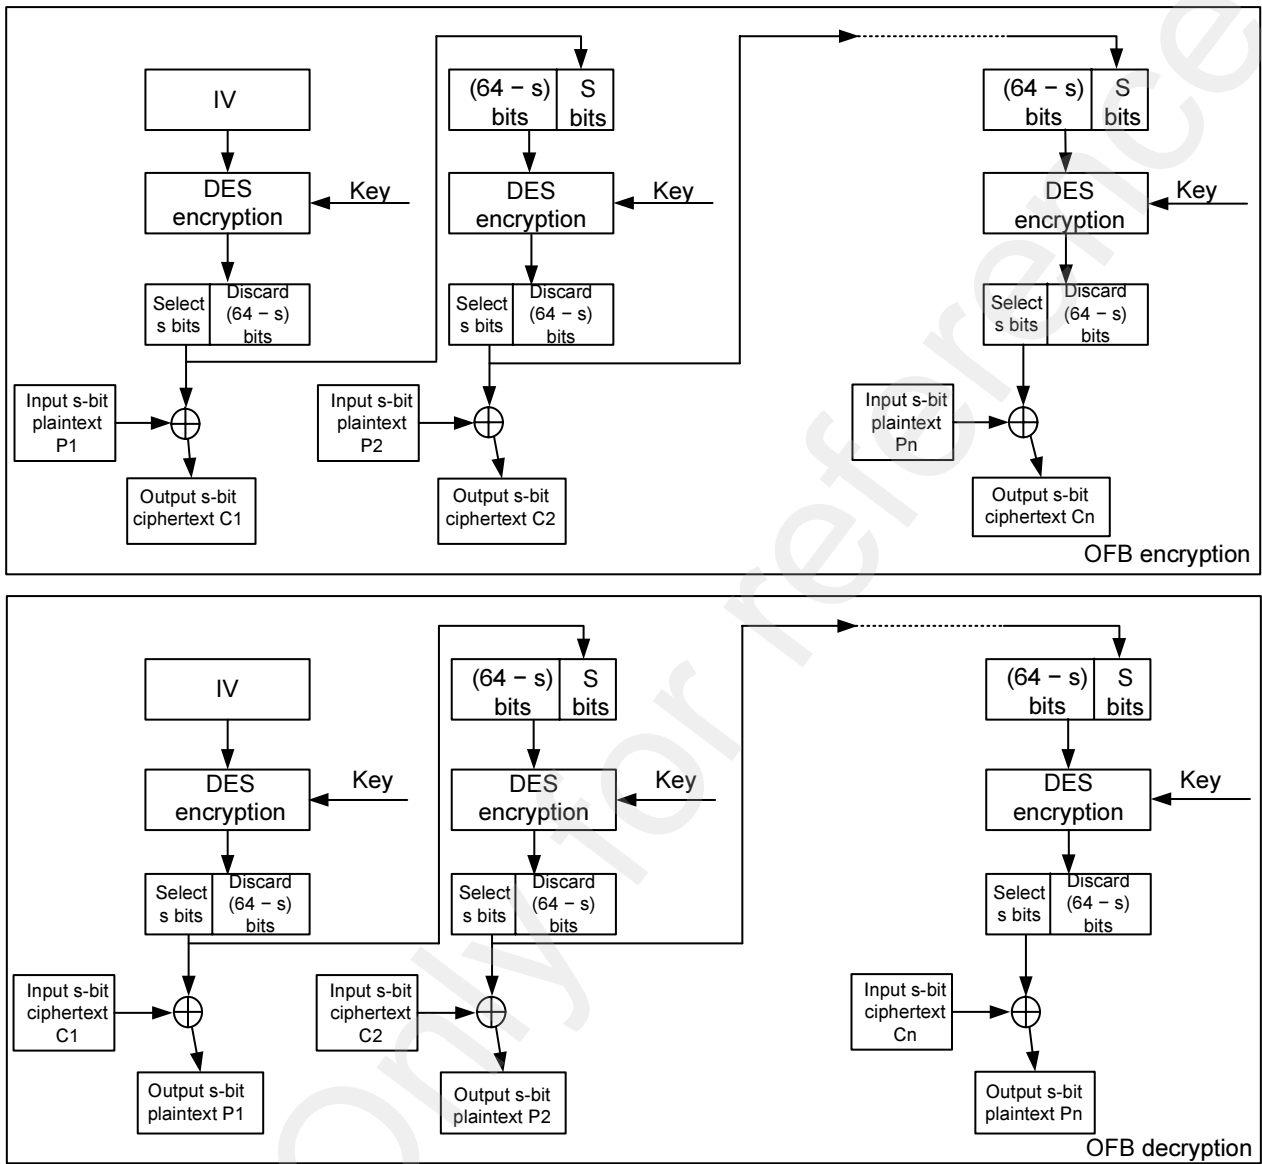 IV
(64 − s)
bits
S
bits
(64 − s)
bits
S
bits
DES
encryption
Key
DES
encryption
Key
DES
encryption
Key
Select
s bits
Discard
(64 − s)
bits
Select
s bits
Discard
(64 − s)
bits
Select
s bits
Discard
(64 − s)
bits
Input s-bit
plaintext
P1
Input s-bit
plaintext
P2
Input s-bit
plaintext
Pn
Output s-bit
ciphertext C1
Output s-bit
ciphertext C2
Output s-bit
ciphertext Cn
OFB encryption
IV
(64 − s)
bits
S
bits
(64 − s)
bits
S
bits
DES
encryption
Key
DES
encryption
Key
DES
encryption
Key
Select
s bits
Discard
(64 − s)
bits
Select
s bits
Discard
(64 − s)
bits
Select
s bits
Discard
(64 − s)
bits
Input s-bit
ciphertext
C1
Input s-bit
ciphertext
C2
Input s-bit
ciphertext
Cn
Output s-bit
plaintext P1
Output s-bit
plaintext P2
Output s-bit
plaintext Pn
OFB decryption
Only for reference